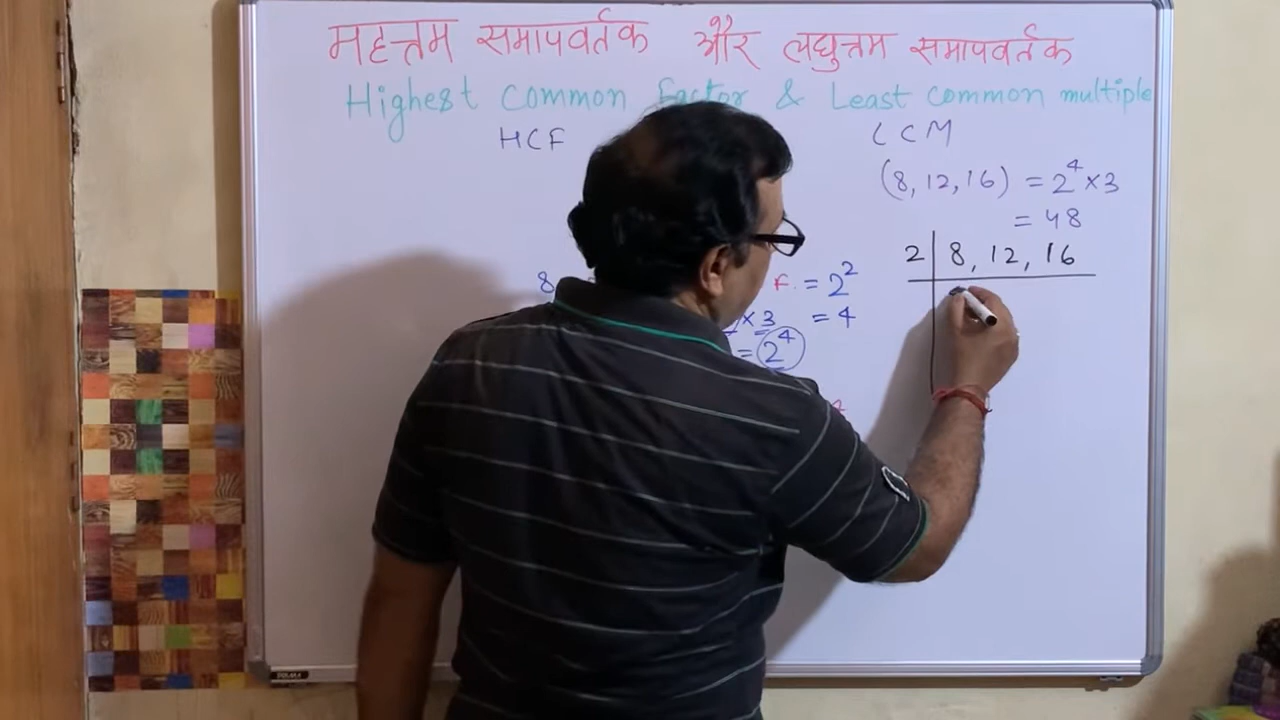 महत्तम समापवर्तक और लघुत्तम समापवर्तक
Highest Common Factor & Least common multiple
HCF
LCM
(8, 12, 16) = 2⁴ × 3
= 48
2 8, 12, 16
8
F. = 2²
× 3 = 4
= 2⁴